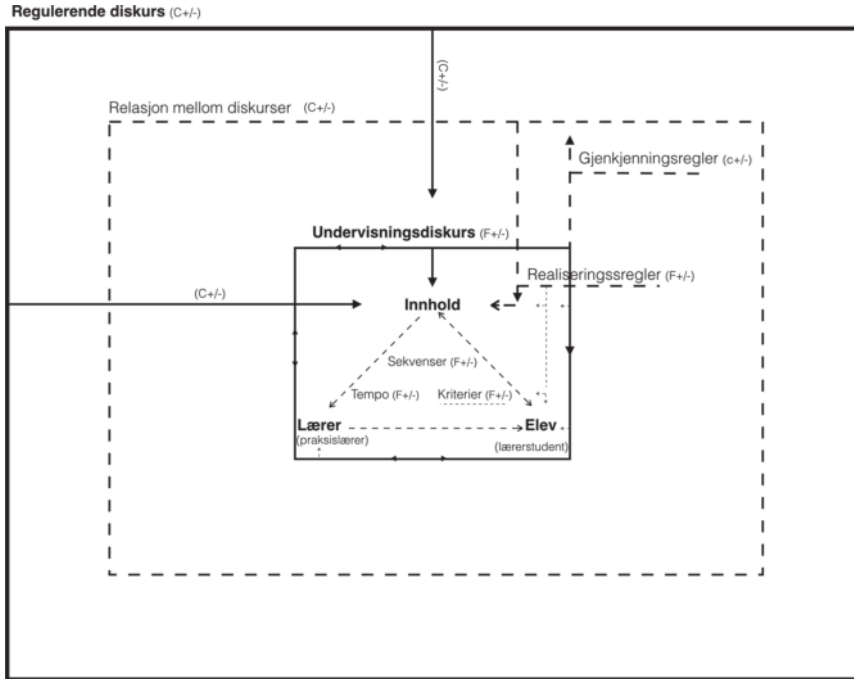 Regulerende diskurs (C+/-)
(C+/-)
Relasjon mellom diskurser (C+/-)
Gjenkjenningsregler (c+/-)
Undervisningsdiskurs (F+/-)
Realiseringssregler (F+/-)
(C+/-)
Innhold
Sekvenser (F+/-)
Tempo (F+/-) Kriterier (F+/-)
Lærer Elev
(praksislærer) (lærerstudent)